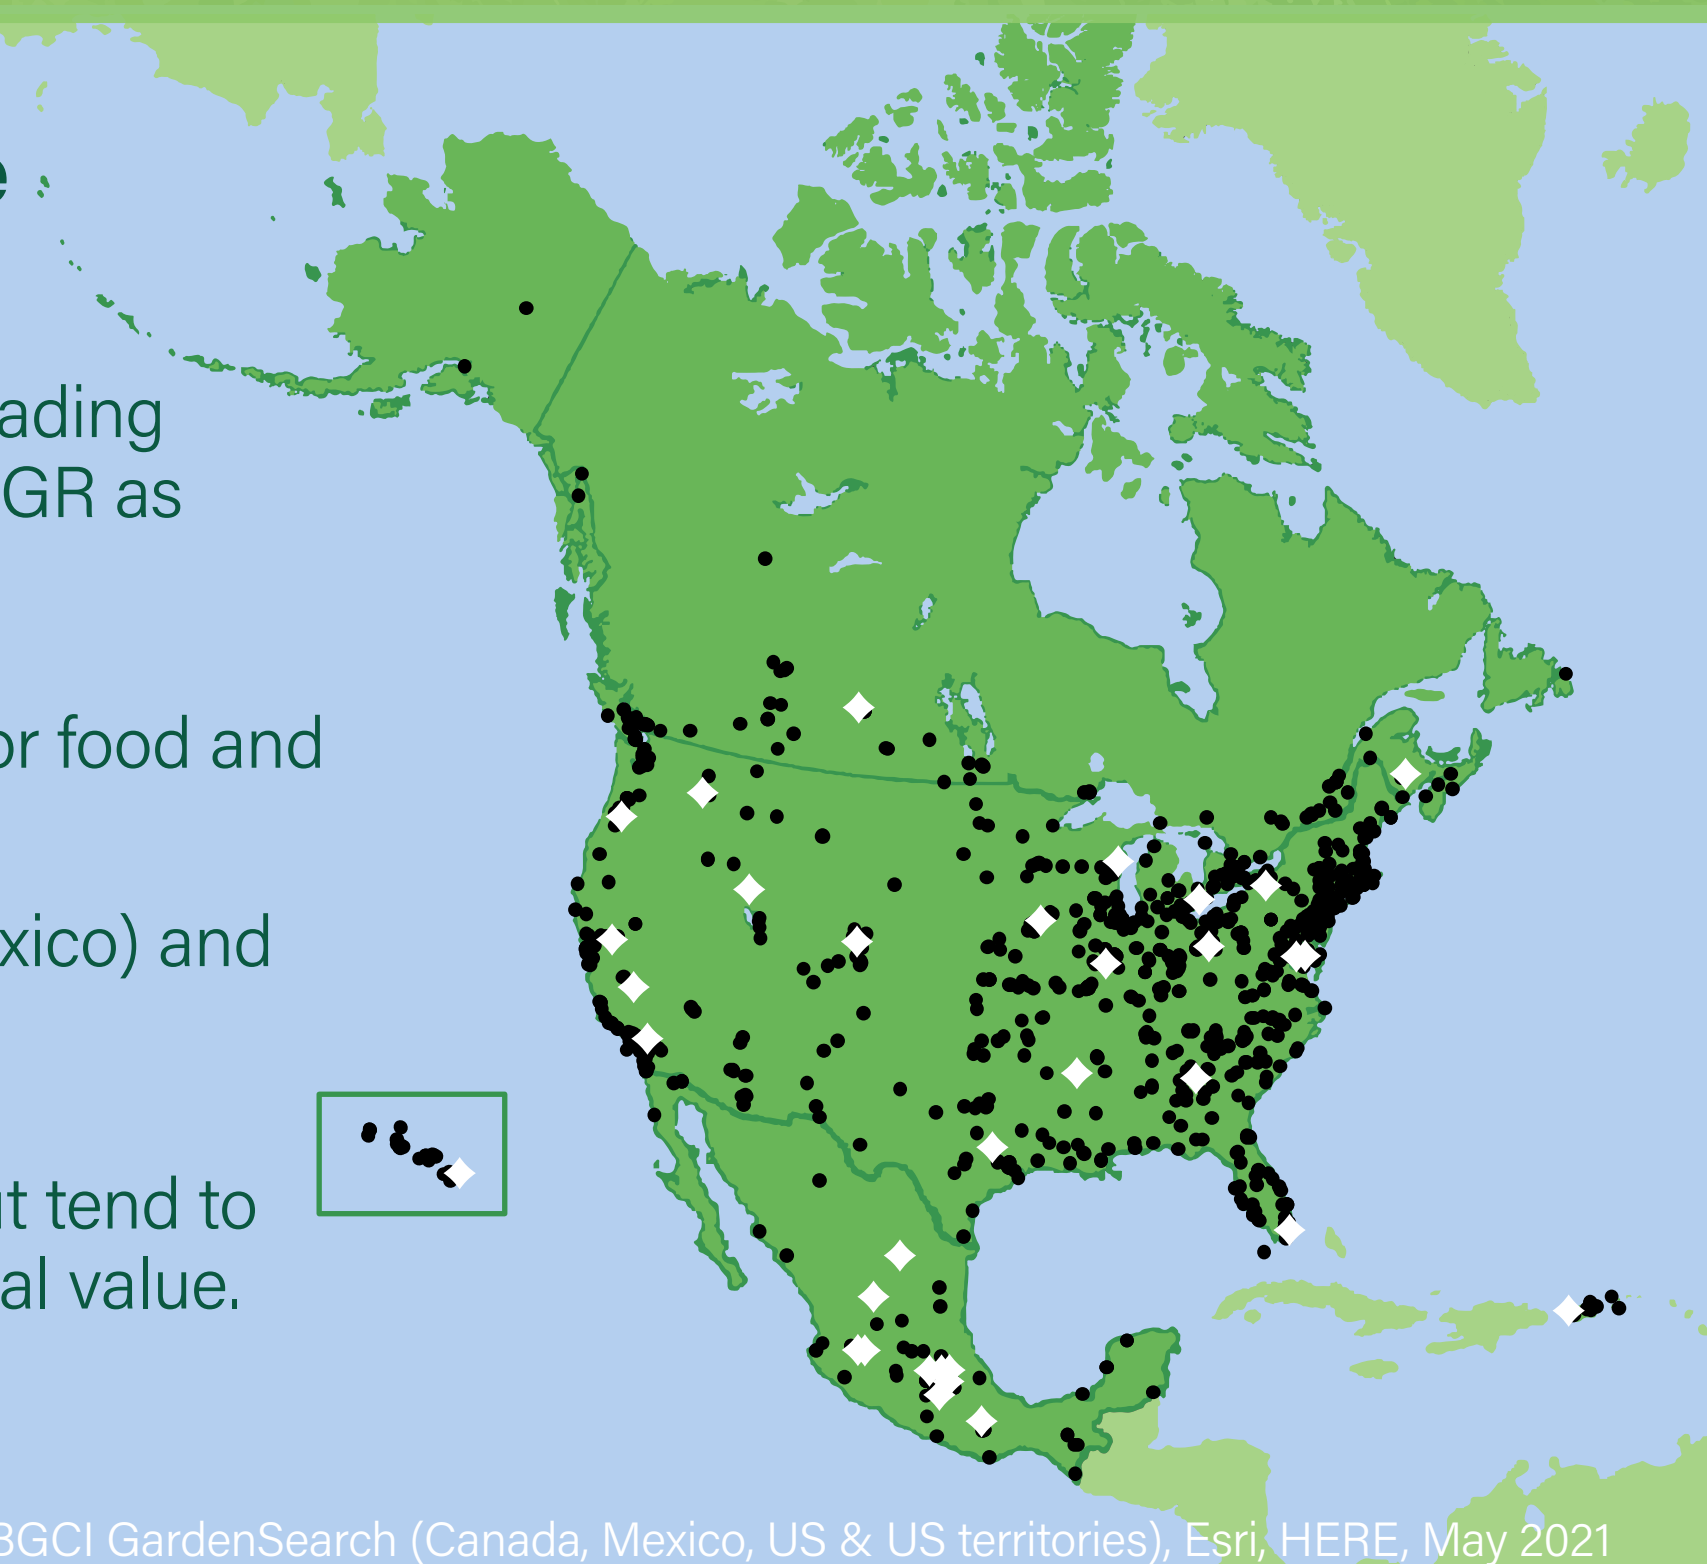 e
ading
GR as
or food and
xico) and
ut tend to
al value.
BGCI GardenSearch (Canada, Mexico, US & US territories), Esri, HERE, May 2021